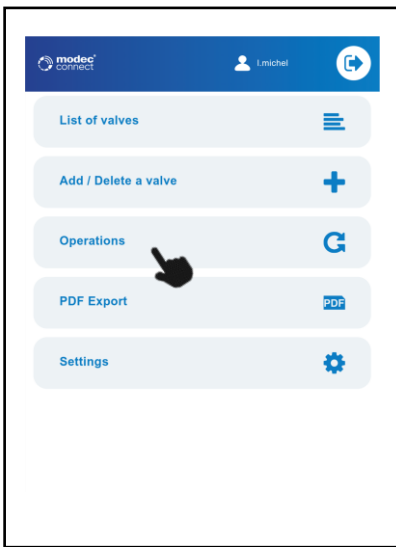 modec
connect
l.michel
List of valves
Add / Delete a valve
Operations
PDF Export
PDF
Settings